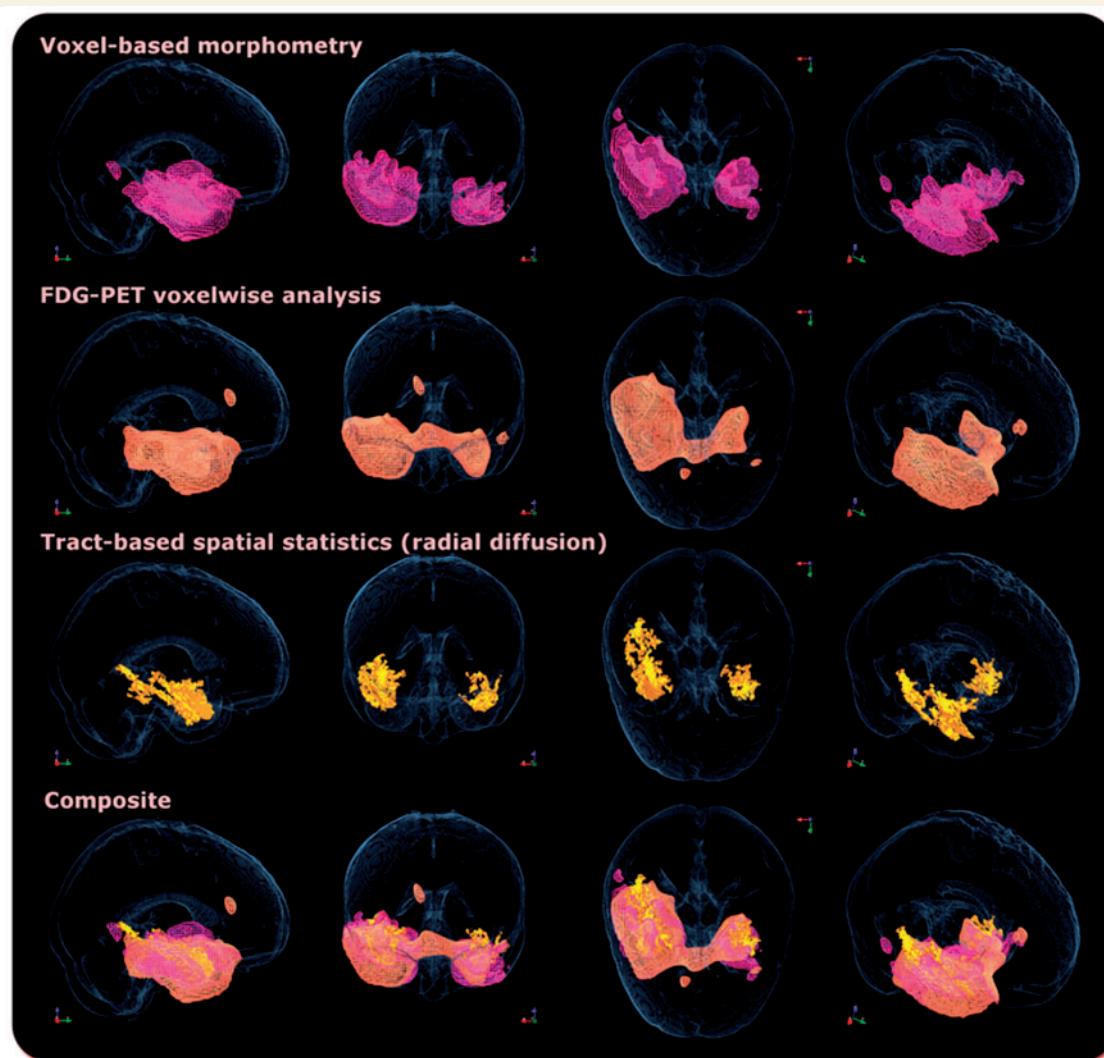 Voxel-based morphometry
FDG-PET voxelwise analysis
Tract-based spatial statistics (radial diffusion)
Composite